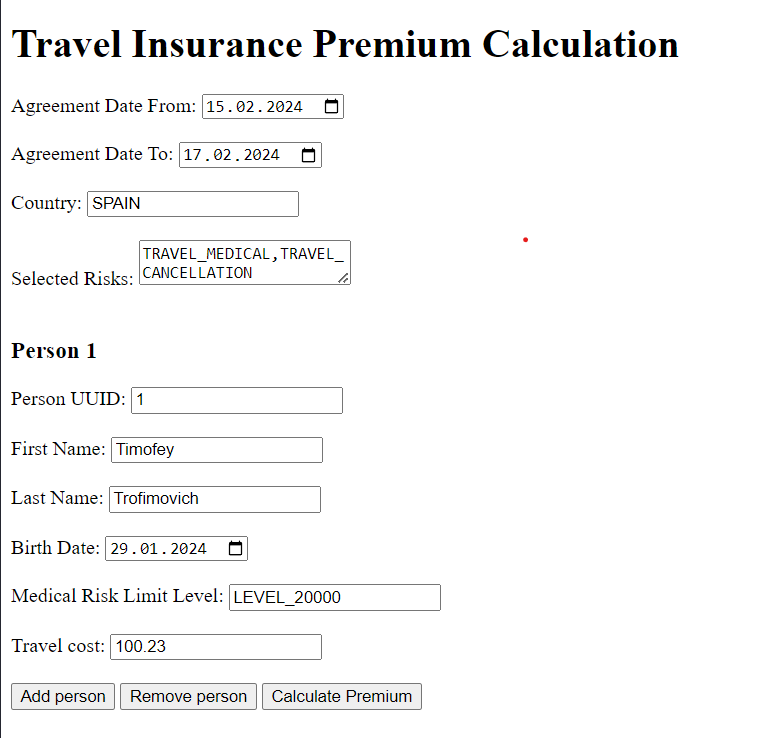 Travel Insurance Premium Calculation
Agreement Date From: 15.02.2024
Agreement Date To: 17.02.2024
Country: SPAIN
Selected Risks: TRAVEL_MEDICAL,TRAVEL_
CANCELLATION
Person 1
Person UUID: 1
First Name: Timofey
Last Name: Trofimovich
Birth Date: 29.01.2024
Medical Risk Limit Level: LEVEL_20000
Travel cost: 100.23
Add person Remove person Calculate Premium